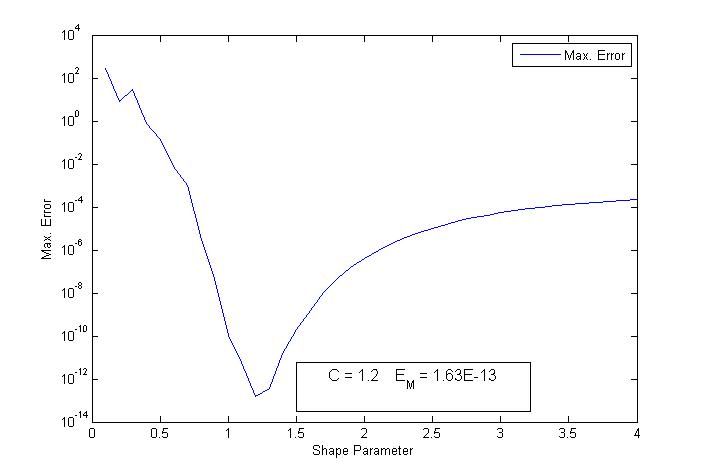 10^4
Max. Error
10^2
10^0
10^-2
10^-4
10^-6
10^-8
10^-10
10^-12
10^-14
Max. Error
C = 1.2 E_M = 1.63E-13
0 0.5 1 1.5 2 2.5 3 3.5 4
Shape Parameter